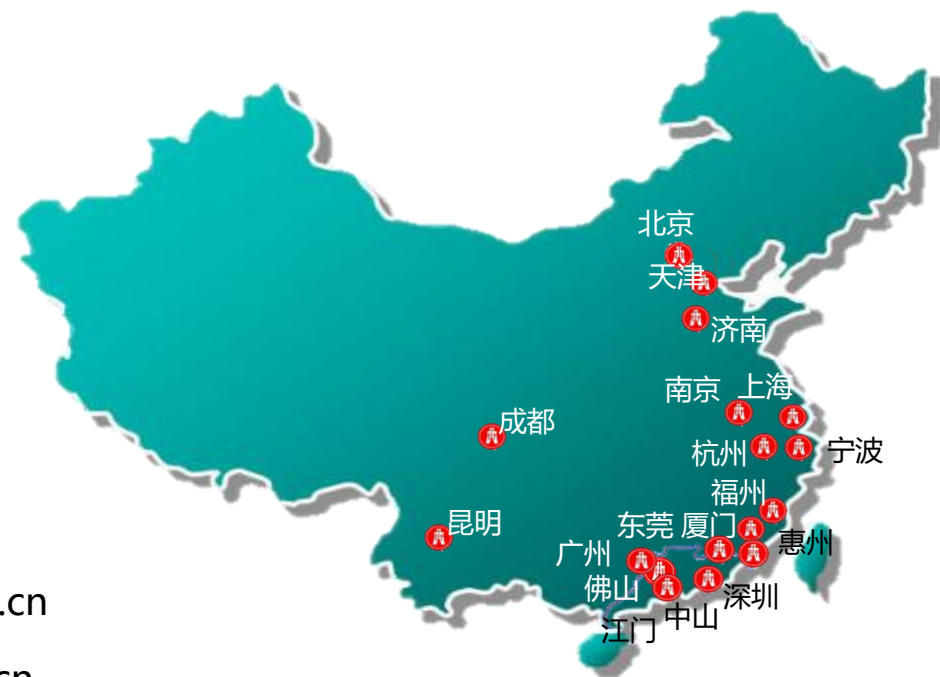 北京
天津
济南
南京 上海
成都
杭州 宁波
福州
昆明 东莞 厦门
惠州
广州
佛山 深圳
.cn
江门 中山
cn